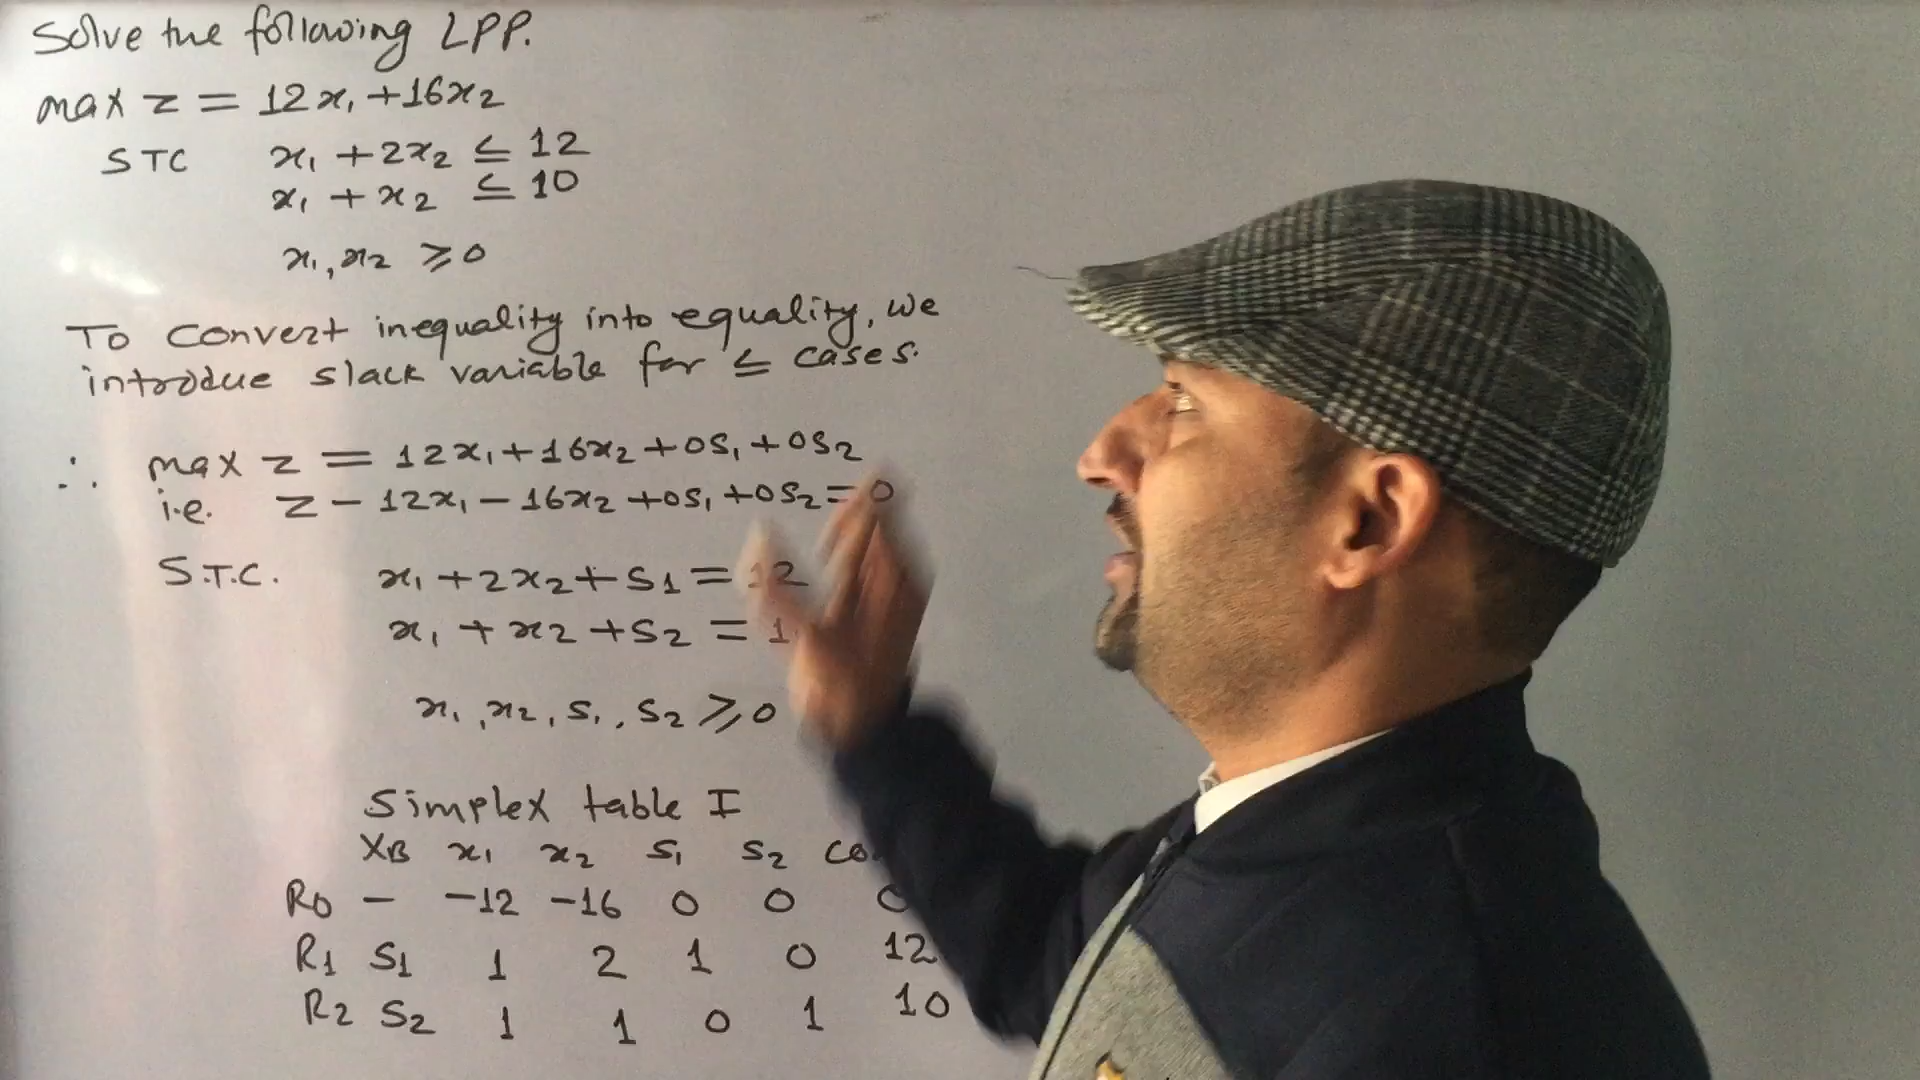 Solve the following LPP.
max z = 12x₁ + 16x₂
STC x₁ + 2x₂ ≤ 12
x₁ + x₂ ≤ 10
x₁, x₂ ≥ 0
To convert inequality into equality, we
introdue slack variable for ≤ cases.
∴ max z = 12x₁ + 16x₂ + 0s₁ + 0s₂
i.e. z - 12x₁ - 16x₂ + 0s₁ + 0s₂ = 0
S.T.C. x₁ + 2x₂ + s1 = 12
x₁ + x₂ + s₂ =
x₁, x₂, s₁, s₂ ≥ 0
Simplex table I
XB x₁ x₂ s₁ s₂
R0 - -12 -16 0 0 0
R1 S1 1 2 1 0 12
R2 S2 1 1 0 1 10